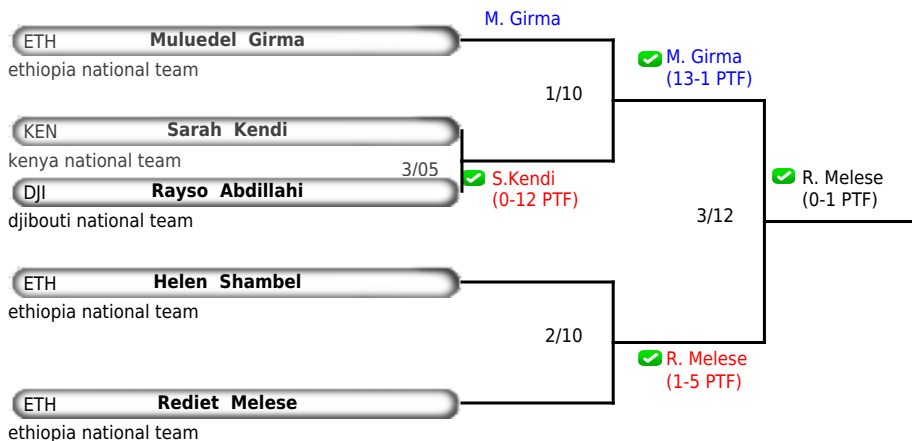 M. Girma
ETH Muluedel Girma
ethiopia national team
M. Girma
(13-1 PTF)
1/10
KEN Sarah Kendi
kenya national team
3/05
S.Kendi
(0-12 PTF)
DJI Rayso Abdillahi
djibouti national team
R. Melese
(0-1 PTF)
3/12
ETH Helen Shambel
ethiopia national team
2/10
R. Melese
(1-5 PTF)
ETH Rediet Melese
ethiopia national team